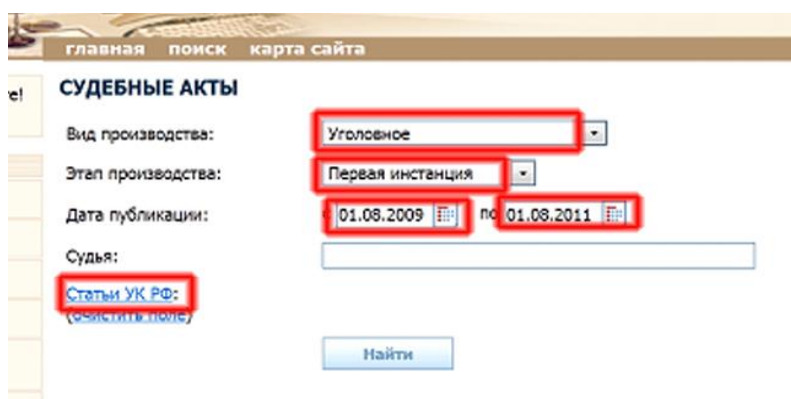 главная поиск карта сайта
СУДЕБНЫЕ АКТЫ
Вид производства: Уголовное
Этап производства: Первая инстанция
Дата публикации: 01.08.2009 по 01.08.2011
Судья:
Статьи УК РФ:
(очистить поле)
Найти